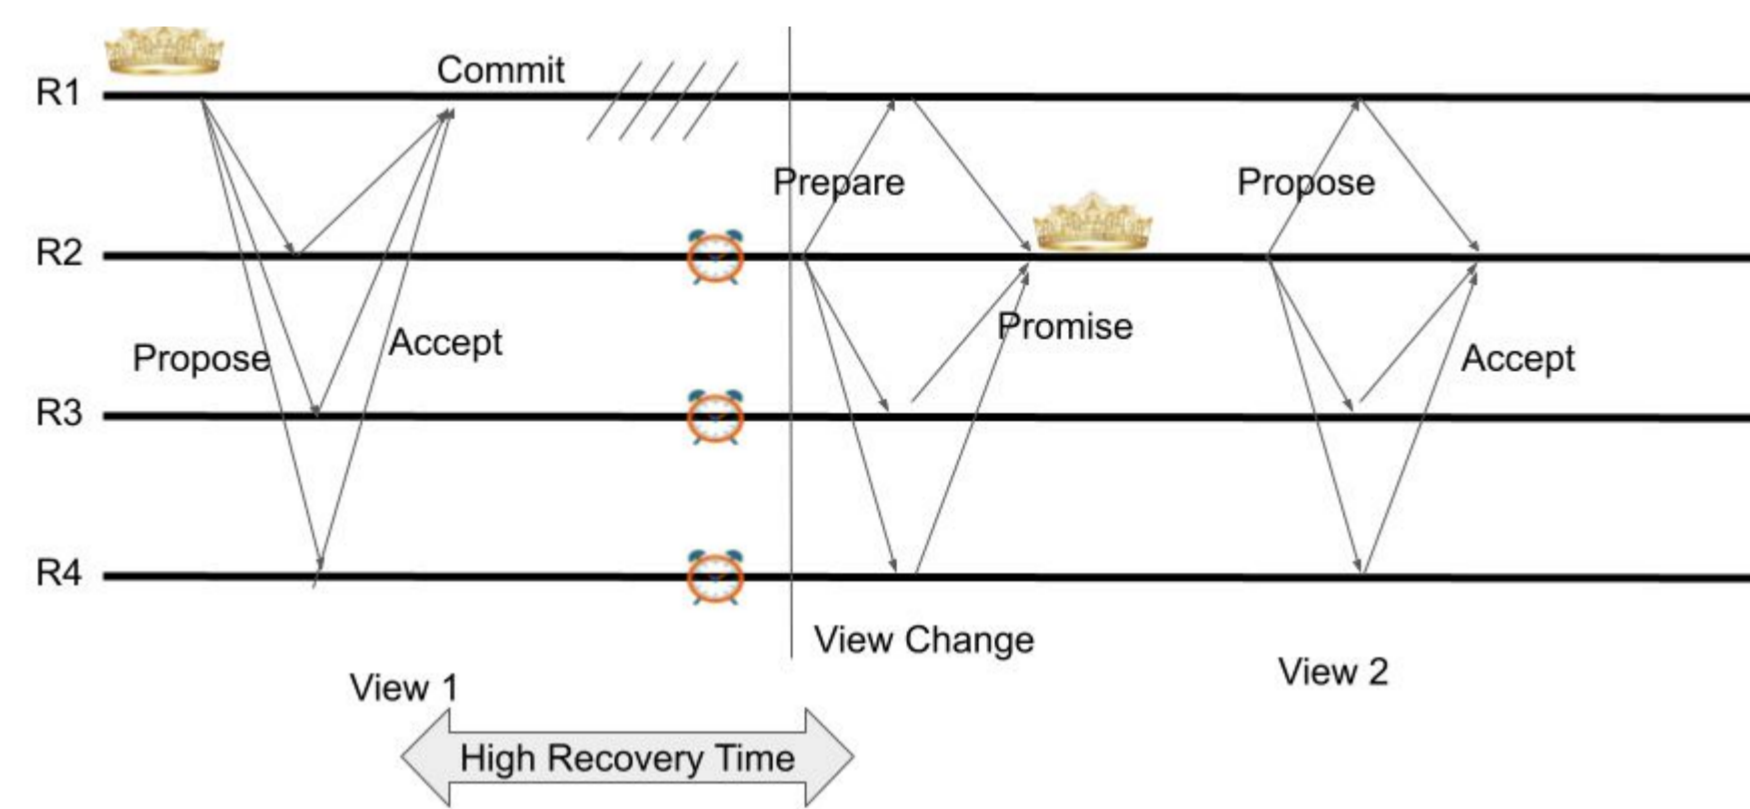 Commit
R1
Prepare
Propose
R2
Promise
Propose
Accept
Accept
R3
R4
View Change
View 1
View 2
High Recovery Time